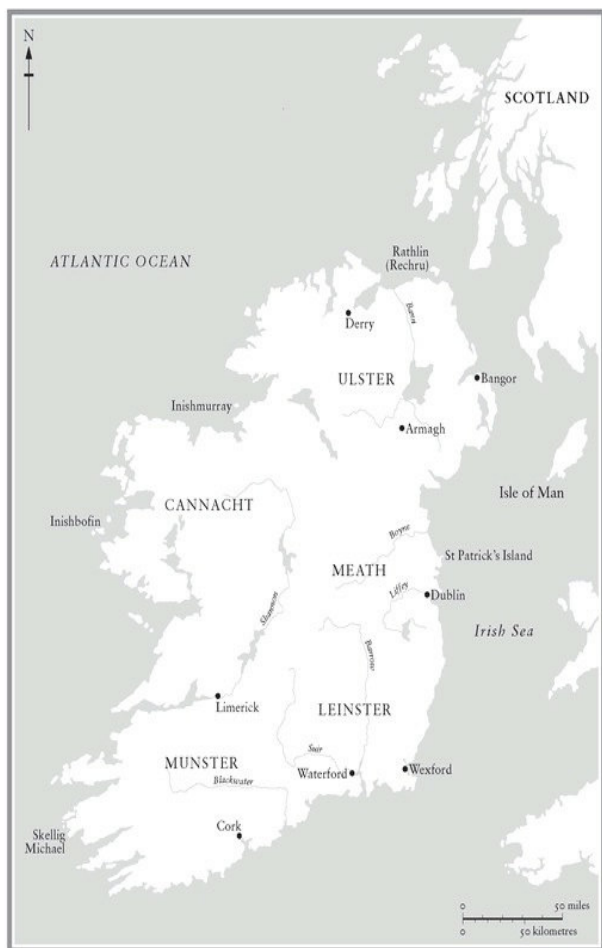 N
SCOTLAND
ATLANTIC OCEAN
Rathlin
(Rechru)
Bann
Derry
ULSTER
Bangor
Inishmurray
Armagh
CANNACHT
Isle of Man
Inishbofin
Boyne
St Patrick's Island
MEATH
Liffey
Dublin
Shannon
Irish Sea
Barrow
Limerick
LEINSTER
MUNSTER
Suir
Waterford
Wexford
Blackwater
Cork
Skellig
Michael
0 50 miles
0 50 kilometres